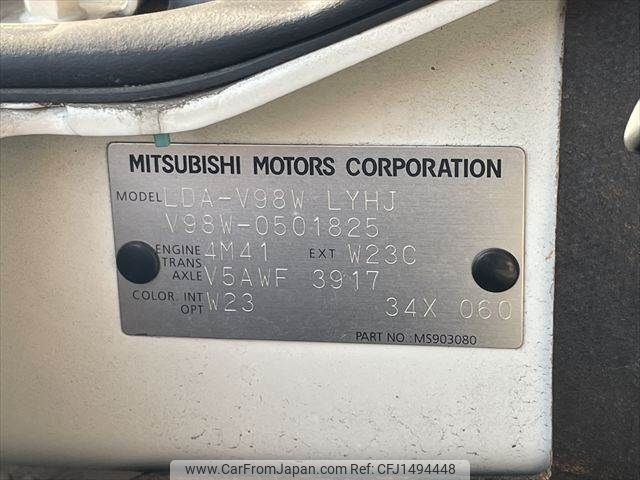 MITSUBISHI MOTORS CORPORATION
MODEL LDA-V98W LYHJ
V98W-0501825
ENGINE 4M41 EXT W23C
TRANS AXLE V5AWF 3917
COLOR INT OPT W23 34X 060
PART NO.:MS903080
www.CarFromJapan.com | Ref No: CFJ1494448